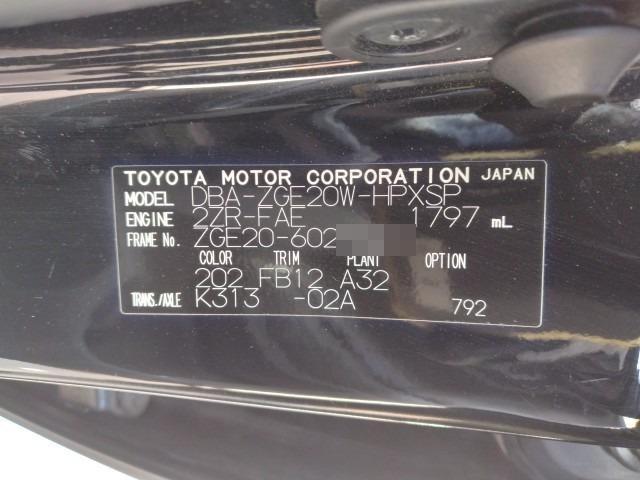 TOYOTA MOTOR CORPORATION JAPAN
MODEL DBA-ZGE20W-HPXSP
ENGINE 2ZR-FAE 1797 mL
FRAME No. ZGE20-602
COLOR TRIM PLANT OPTION
202 FB12 A32
TRANS./AXLE K313 -02A 792